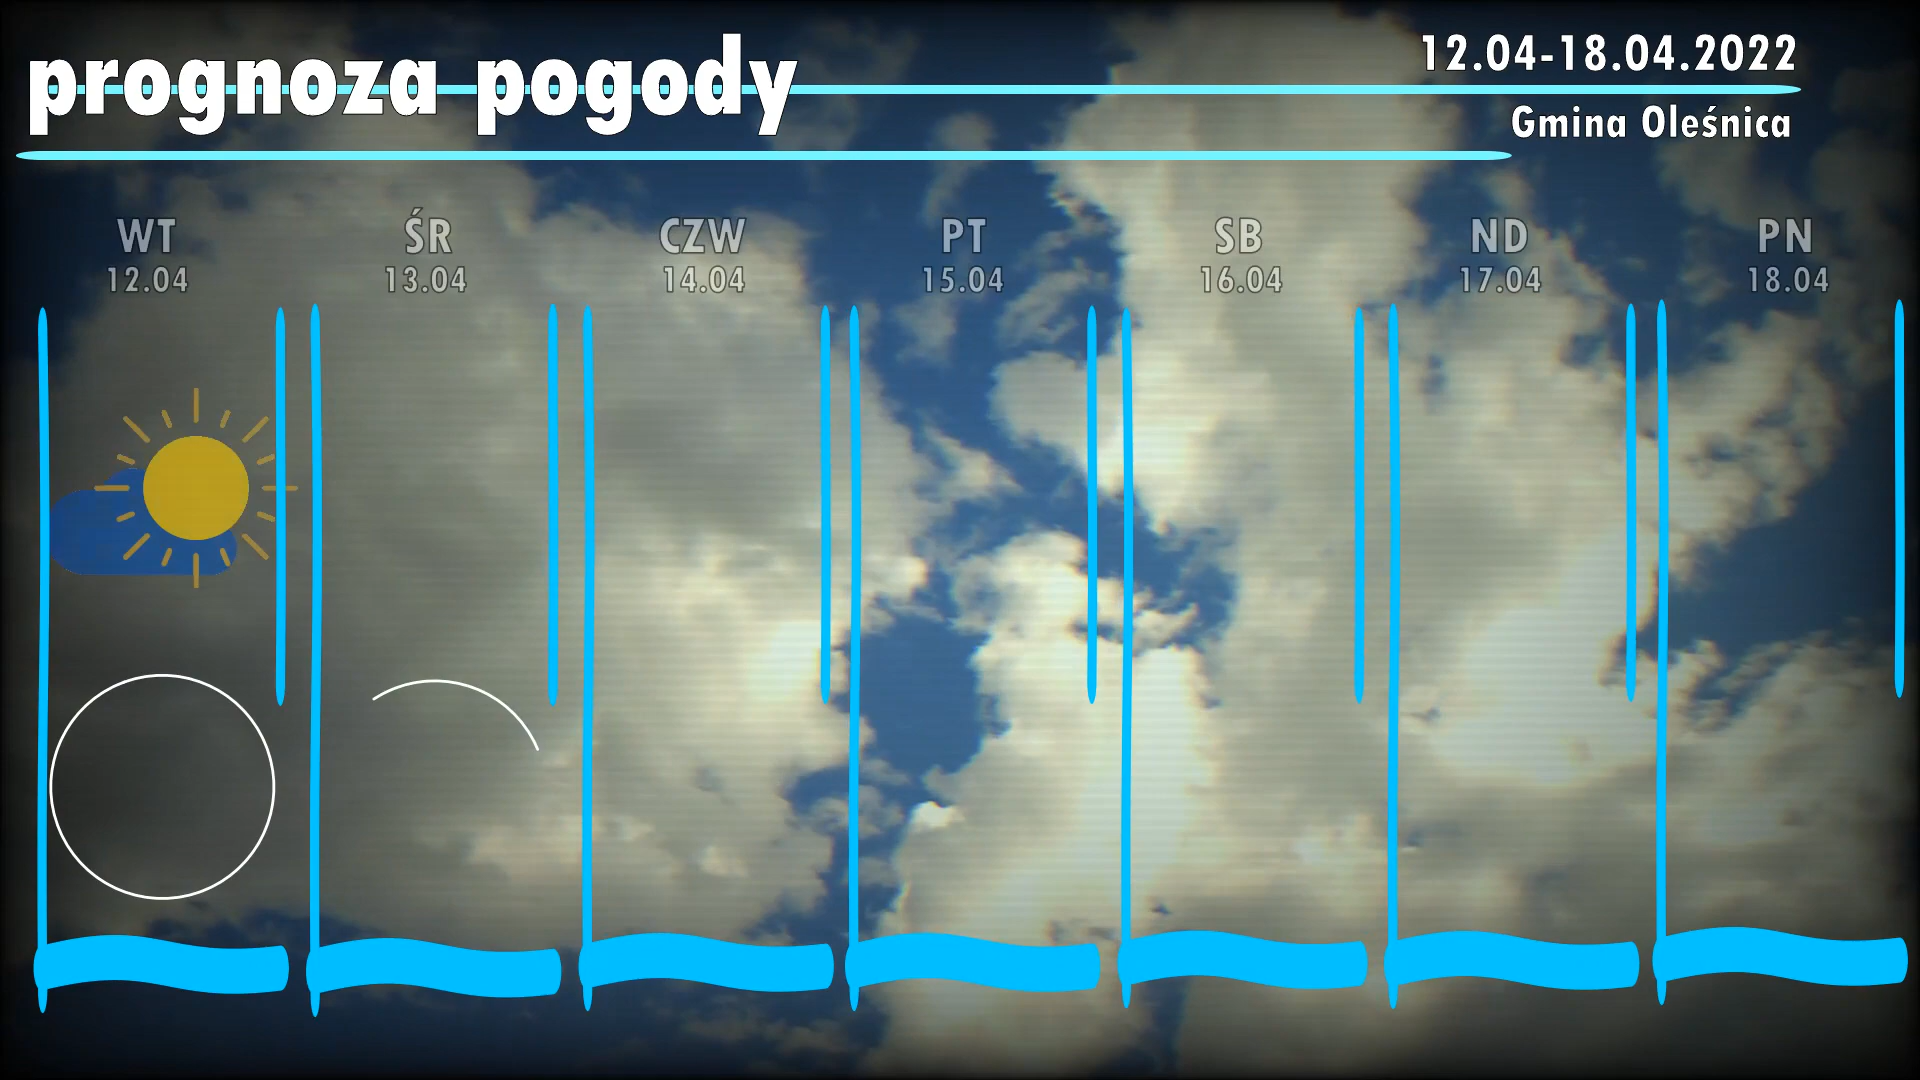 prognoza pogody
12.04-18.04.2022
Gmina Oleśnica
WT
12.04
ŚR
13.04
CZW
14.04
PT
15.04
SB
16.04
ND
17.04
PN
18.04